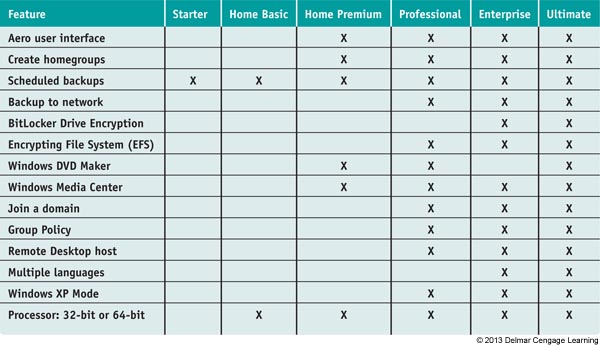 Feature Starter Home Basic Home Premium Professional Enterprise Ultimate
Aero user interface X X X X
Create homegroups X X X X
Scheduled backups X X X X X X
Backup to network X X X
BitLocker Drive Encryption X X
Encrypting File System (EFS) X X X
Windows DVD Maker X X X
Windows Media Center X X X X
Join a domain X X X
Group Policy X X X
Remote Desktop host X X X
Multiple languages X X
Windows XP Mode X X X
Processor: 32-bit or 64-bit X X X X X
© 2013 Delmar Cengage Learning